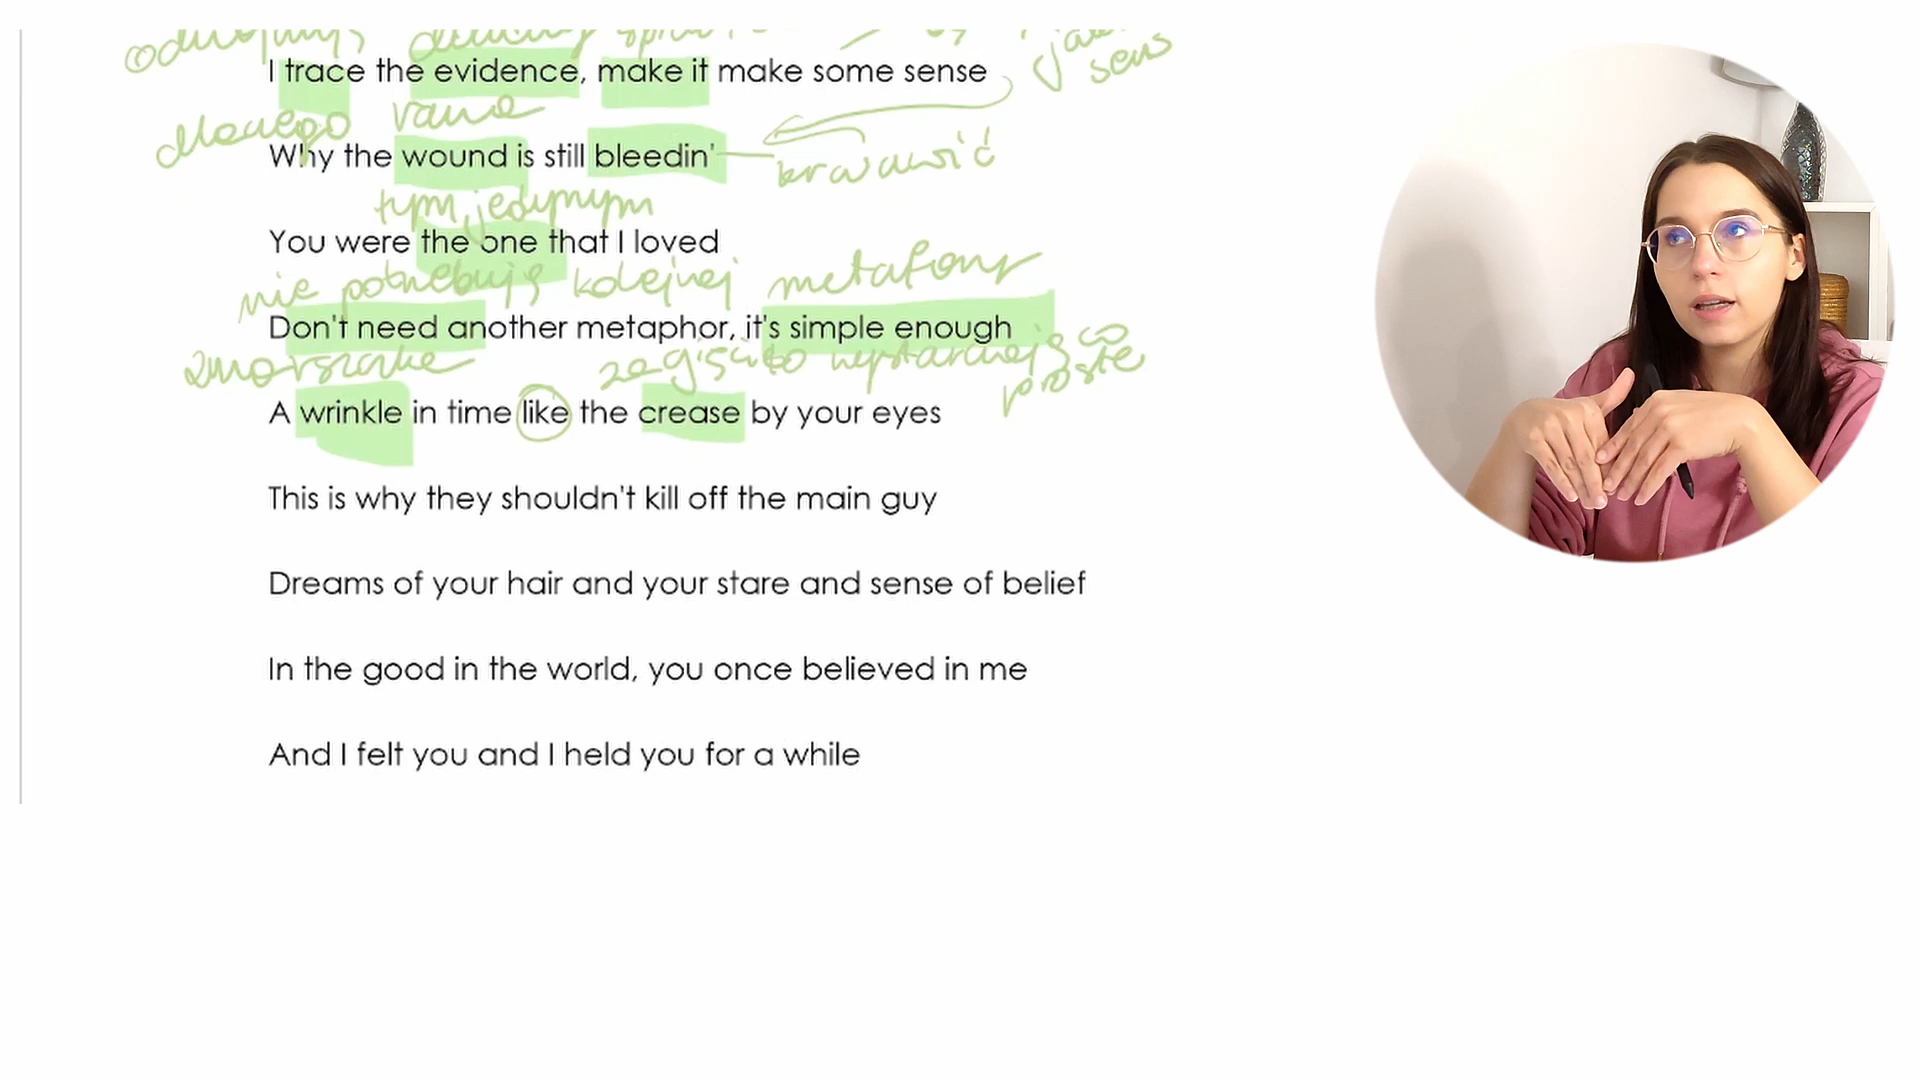 sens
I trace the evidence, make it make some sense
dlaczego rana
Why the wound is still bleedin'
krwawić
tym jedynym
You were the one that I loved
nie potrzebuję kolejnej metafory
Don't need another metaphor, it's simple enough
zmarszczka
proste
A wrinkle in time like the crease by your eyes
This is why they shouldn't kill off the main guy
Dreams of your hair and your stare and sense of belief
In the good in the world, you once believed in me
And I felt you and I held you for a while